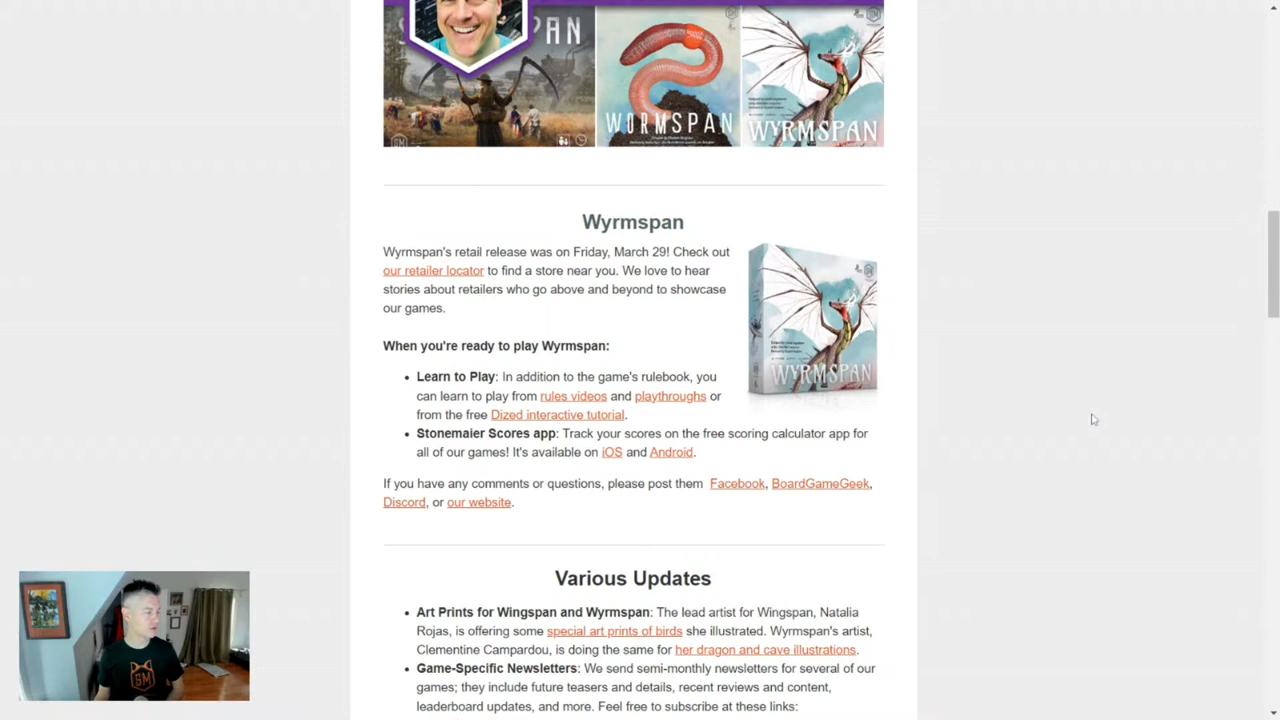 PAN
WORMSPAN
WYRMSPAN
Wyrmspan
Wyrmspan's retail release was on Friday, March 29! Check out
our retailer locator to find a store near you. We love to hear
stories about retailers who go above and beyond to showcase
our games.
WYRMSPAN
When you're ready to play Wyrmspan:
• Learn to Play: In addition to the game's rulebook, you
can learn to play from rules videos and playthroughs or
from the free Dized interactive tutorial.
• Stonemaier Scores app: Track your scores on the free scoring calculator app for
all of our games! It's available on iOS and Android.
If you have any comments or questions, please post them Facebook, BoardGameGeek,
Discord, or our website.
Various Updates
• Art Prints for Wingspan and Wyrmspan: The lead artist for Wingspan, Natalia
Rojas, is offering some special art prints of birds she illustrated. Wyrmspan's artist,
Clementine Campardou, is doing the same for her dragon and cave illustrations.
• Game-Specific Newsletters: We send semi-monthly newsletters for several of our
games; they include future teasers and details, recent reviews and content,
leaderboard updates, and more. Feel free to subscribe at these links:
SM